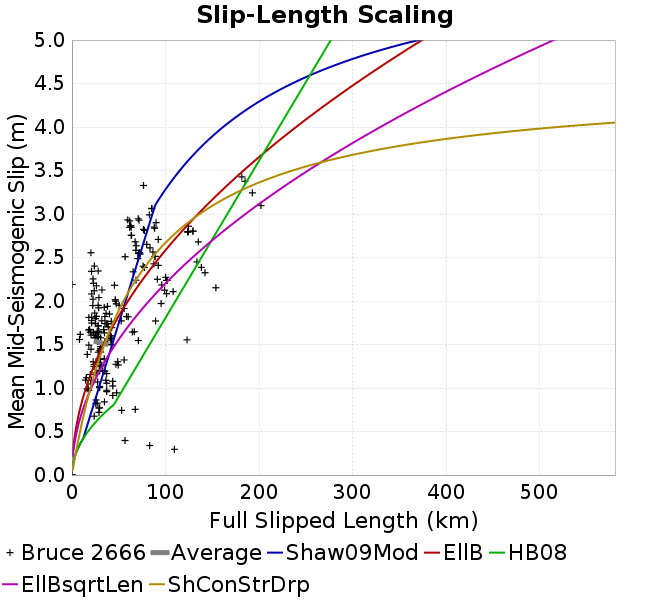 Slip-Length Scaling
Mean Mid-Seismogenic Slip (m)
5.0
4.5
4.0
3.5
3.0
2.5
2.0
1.5
1.0
0.5
0.0
0 100 200 300 400 500
Full Slipped Length (km)
Bruce 2666 Average Shaw09Mod EllB HB08
EllBsqrtLen ShConStrDrp